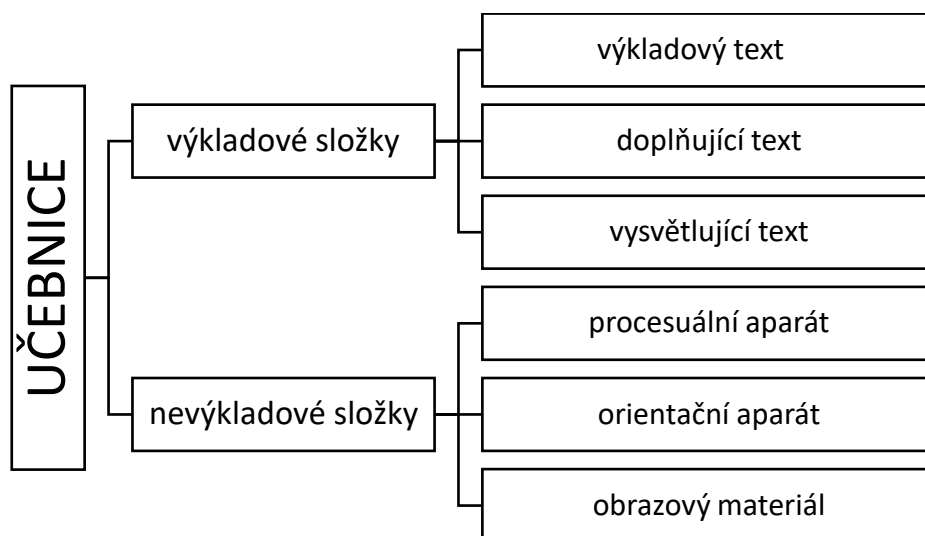 UČEBNICE
výkladové složky
výkladový text
doplňující text
vysvětlující text
nevýkladové složky
procesuální aparát
orientační aparát
obrazový materiál